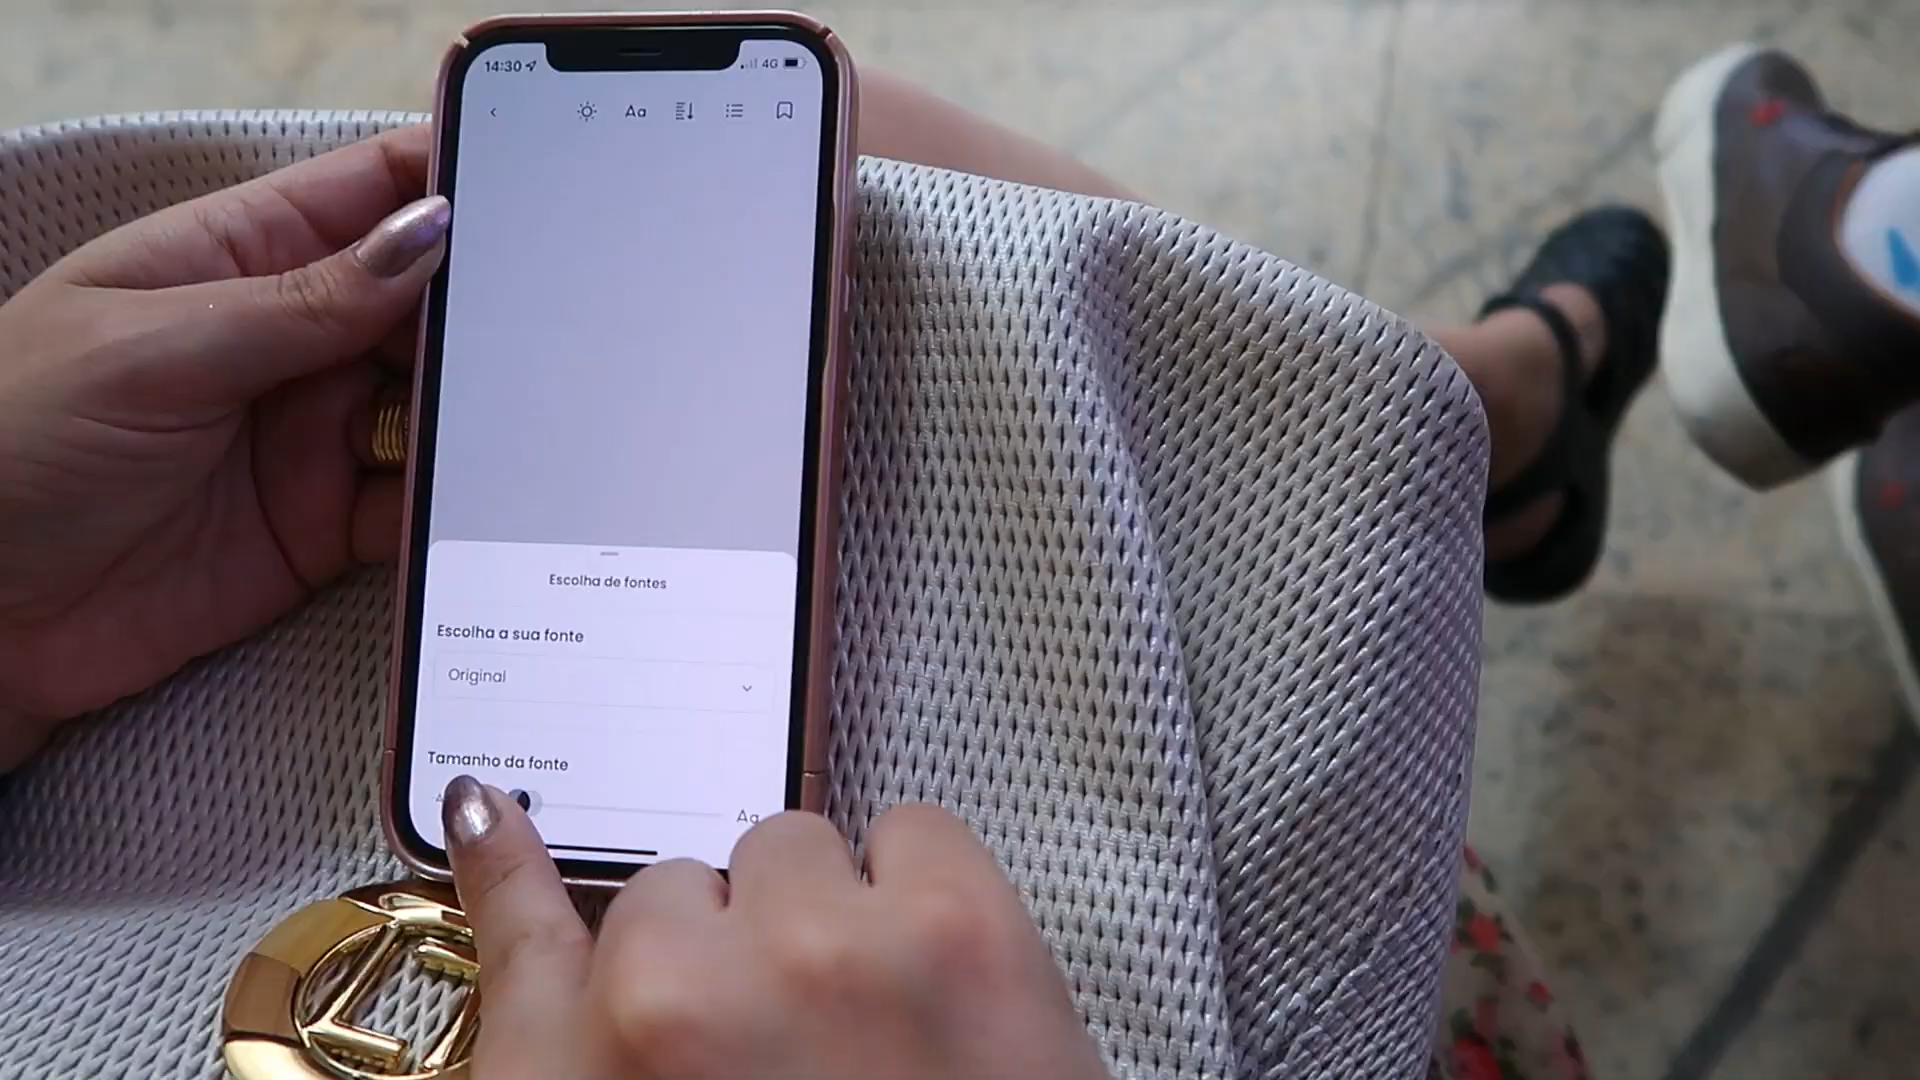 14:30
4G
Aa
Escolha de fontes
Escolha a sua fonte
Original
Tamanho da fonte
Aa